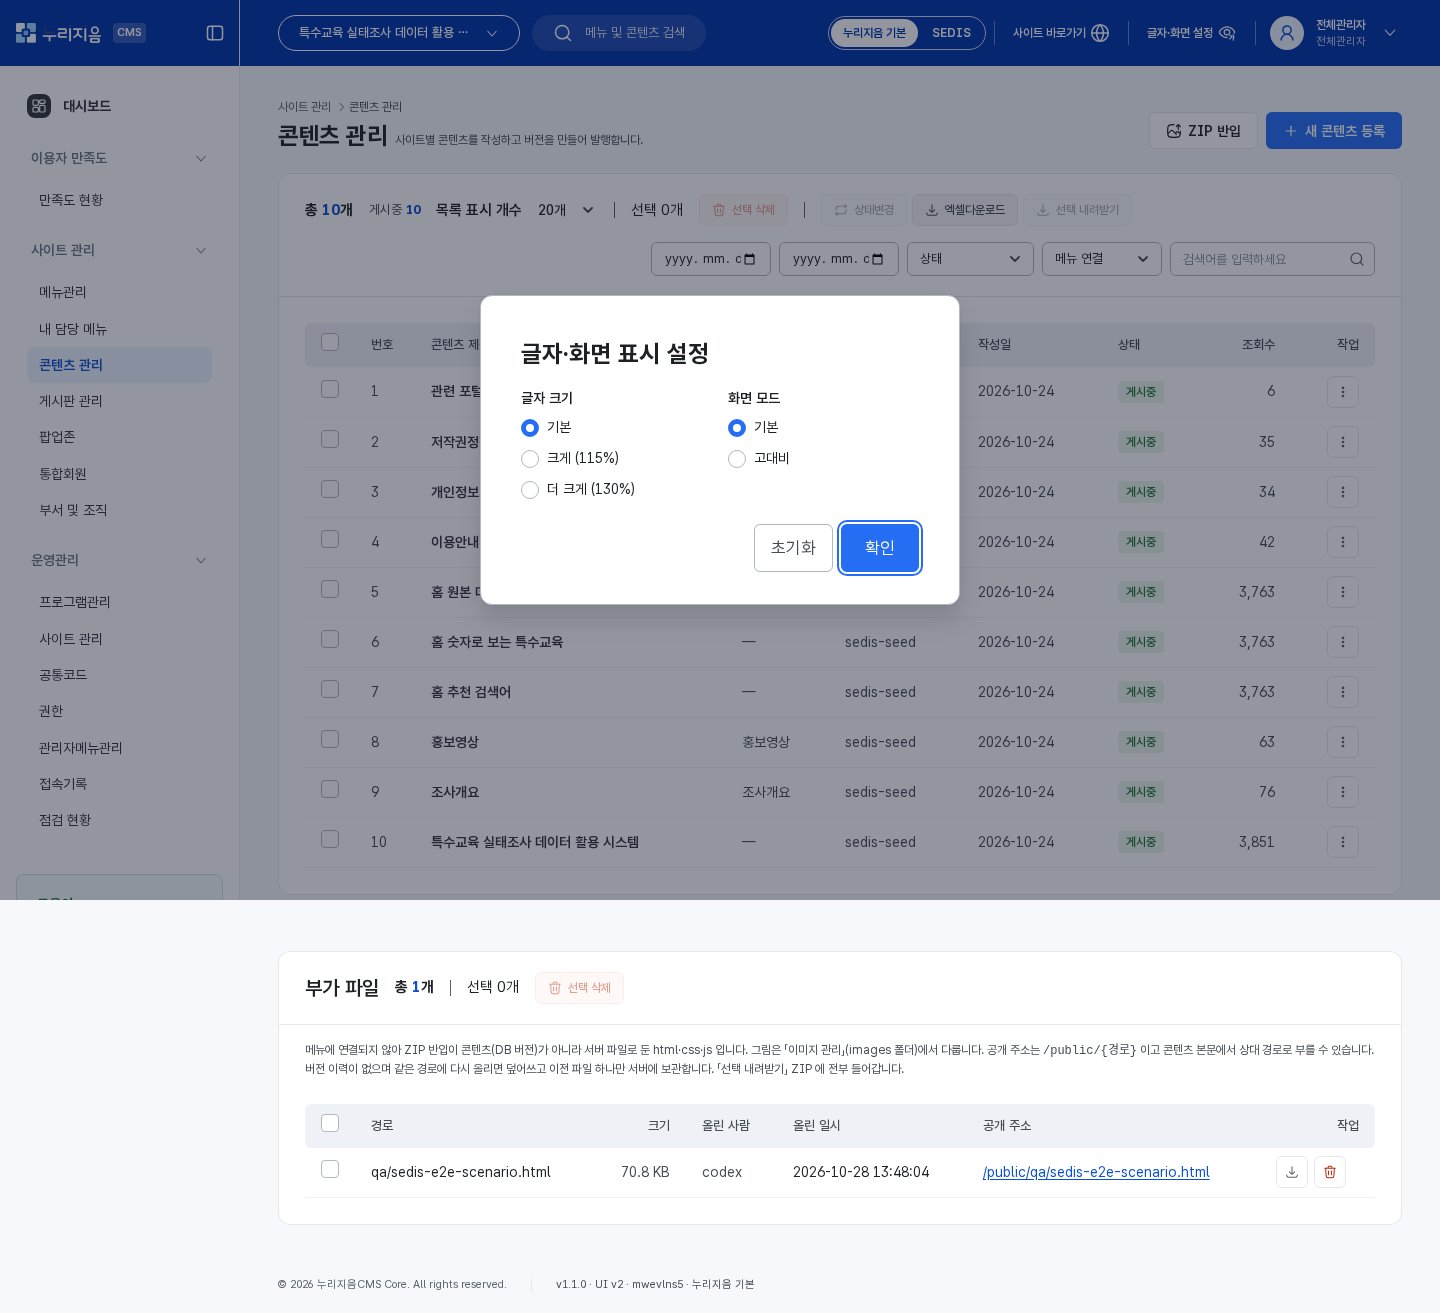 누리지음 CMS
특수교육 실태조사 데이터 활용 ···
메뉴 및 콘텐츠 검색
누리지음 기본 SEDIS
사이트 바로가기
글자·화면 설정
전체관리자
전체관리자
대시보드
이용자 만족도
만족도 현황
사이트 관리
메뉴관리
내 담당 메뉴
콘텐츠 관리
게시판 관리
팝업존
통합회원
부서 및 조직
운영관리
프로그램관리
사이트 관리
공통코드
권한
관리자메뉴관리
접속기록
점검 현황
사이트 관리 > 콘텐츠 관리
콘텐츠 관리 사이트별 콘텐츠를 작성하고 버전을 만들어 발행합니다.
ZIP 반입
+ 새 콘텐츠 등록
총 10개 게시중 10 목록 표시 개수 20개 선택 0개 선택 삭제 상태변경 엑셀다운로드 선택 내려받기
yyyy. mm. d yyyy. mm. d 상태 메뉴 연결 검색어를 입력하세요
번호 콘텐츠 제 작성일 상태 조회수 작업
1 관련 포털 2026-10-24 게시중 6
2 저작권정 2026-10-24 게시중 35
3 개인정보 2026-10-24 게시중 34
4 이용안내 2026-10-24 게시중 42
5 홈 원본 2026-10-24 게시중 3,763
6 홈 숫자로 보는 특수교육 — sedis-seed 2026-10-24 게시중 3,763
7 홈 추천 검색어 — sedis-seed 2026-10-24 게시중 3,763
8 홍보영상 홍보영상 sedis-seed 2026-10-24 게시중 63
9 조사개요 조사개요 sedis-seed 2026-10-24 게시중 76
10 특수교육 실태조사 데이터 활용 시스템 — sedis-seed 2026-10-24 게시중 3,851
글자·화면 표시 설정
글자 크기
기본
크게 (115%)
더 크게 (130%)
화면 모드
기본
고대비
초기화 확인
부가 파일 총 1개 선택 0개 선택 삭제
메뉴에 연결되지 않아 ZIP 반입이 콘텐츠(DB 버전)가 아니라 서버 파일로 둔 html·css·js 입니다. 그림은 「이미지 관리」(images 폴더)에서 다룹니다. 공개 주소는 /public/{경로} 이고 콘텐츠 본문에서 상대 경로로 부를 수 있습니다.
버전 이력이 없으며 같은 경로에 다시 올리면 덮어쓰고 이전 파일 하나만 서버에 보관합니다. 「선택 내려받기」 ZIP 에 전부 들어갑니다.
경로 크기 올린 사람 올린 일시 공개 주소 작업
qa/sedis-e2e-scenario.html 70.8 KB codex 2026-10-28 13:48:04 /public/qa/sedis-e2e-scenario.html
© 2026 누리지음CMS Core. All rights reserved.
v1.1.0 · UI v2 · mwevlns5 · 누리지음 기본